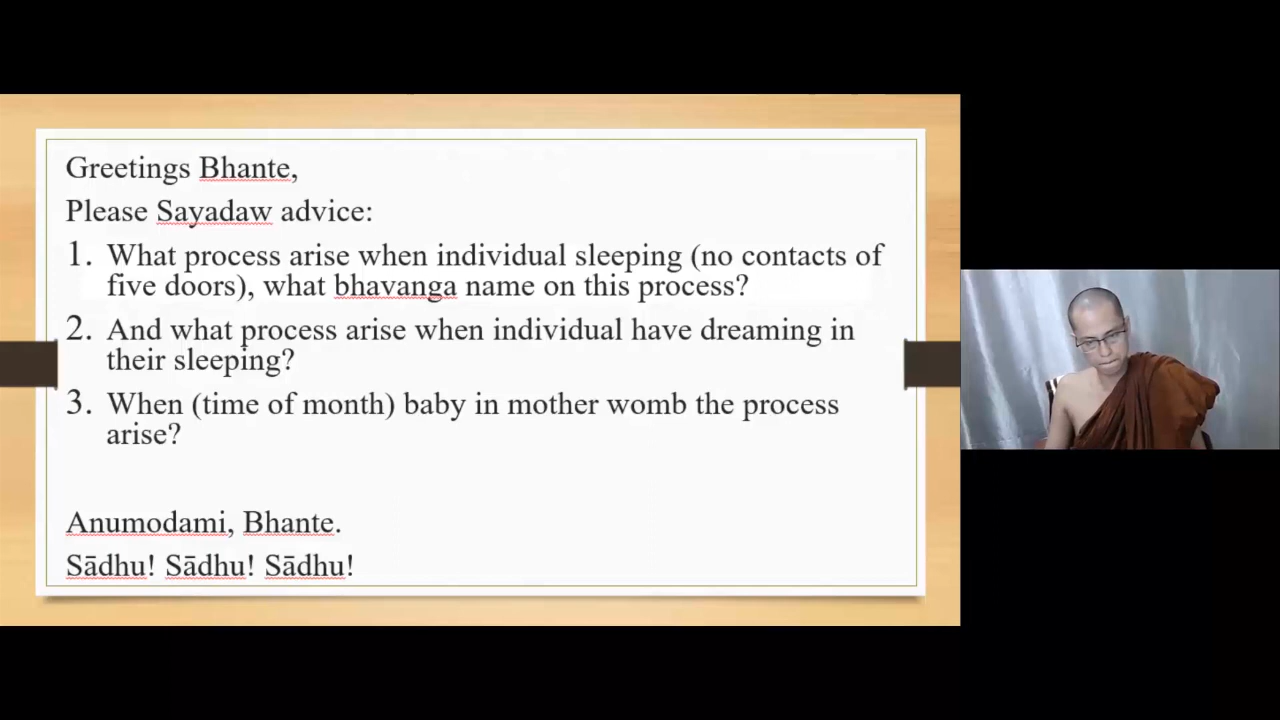 Greetings Bhante,
Please Sayadaw advice:
1. What process arise when individual sleeping (no contacts of
five doors), what bhavanga name on this process?
2. And what process arise when individual have dreaming in
their sleeping?
3. When (time of month) baby in mother womb the process
arise?
Anumodami, Bhante.
Sādhu! Sādhu! Sādhu!